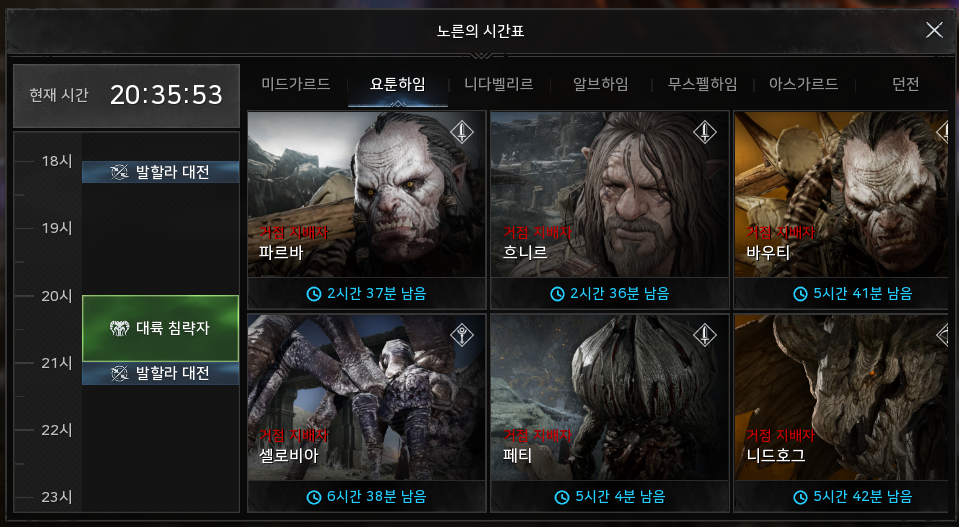 노른의 시간표
현재 시간 20:35:53
미드가르드 요툰하임 니다벨리르 알브하임 무스펠하임 아스가르드 던전
18시
발할라 대전
19시
20시
대륙 침략자
21시
발할라 대전
22시
23시
거점 지배자
파르바
2시간 37분 남음
거점 지배자
흐니르
2시간 36분 남음
거점 지배자
바우티
5시간 41분 남음
거점 지배자
셀로비아
6시간 38분 남음
거점 지배자
페티
5시간 4분 남음
거점 지배자
니드호그
5시간 42분 남음